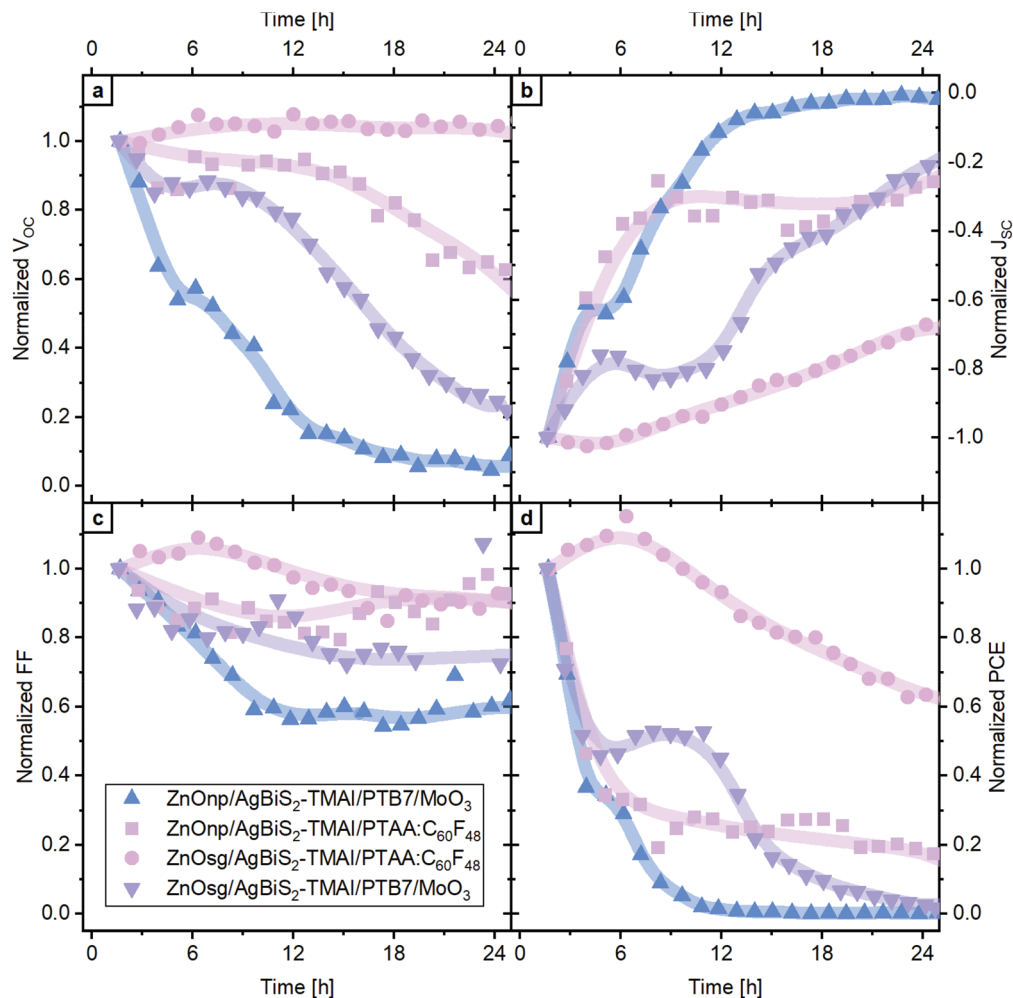 Time [h]
Time [h]
0 6 12 18 24
0 6 12 18 24
a
b
1.0
0.8
0.6
0.4
0.2
0.0
Normalized V_OC
0.0
-0.2
-0.4
-0.6
-0.8
-1.0
Normalized J_SC
c
d
1.0
0.8
0.6
0.4
0.2
0.0
Normalized FF
1.0
0.8
0.6
0.4
0.2
0.0
Normalized PCE
ZnOnp/AgBiS₂-TMAI/PTB7/MoO₃
ZnOnp/AgBiS₂-TMAI/PTAA:C₆₀F₄₈
ZnOsg/AgBiS₂-TMAI/PTAA:C₆₀F₄₈
ZnOsg/AgBiS₂-TMAI/PTB7/MoO₃
0 6 12 18 24
0 6 12 18 24
Time [h]
Time [h]